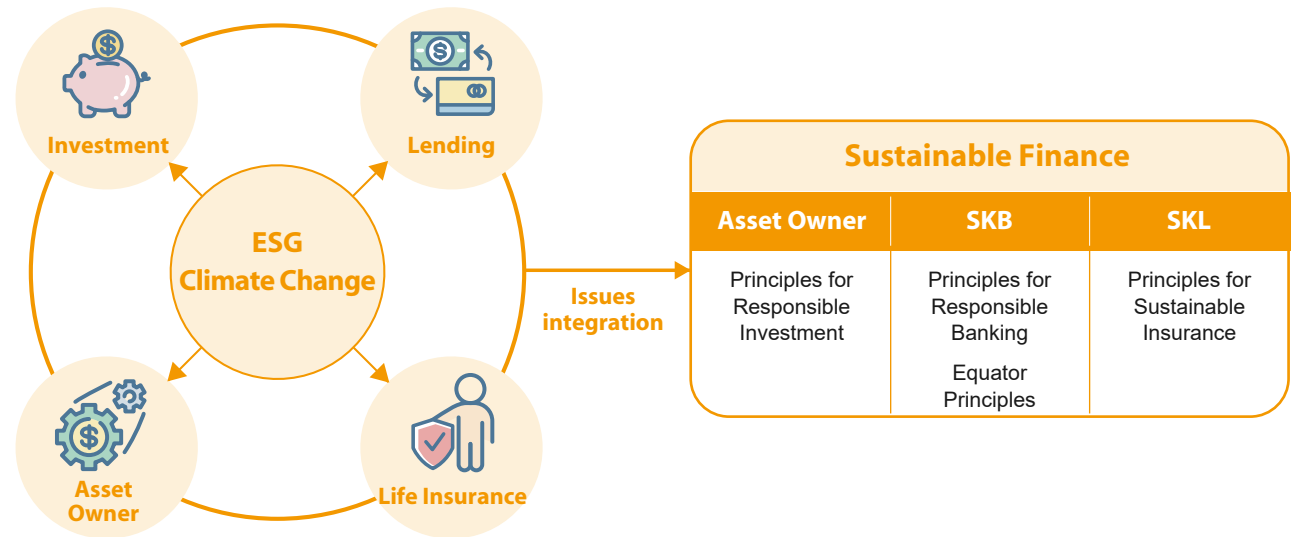 Investment
Lending
ESG
Climate Change
Asset
Owner
Life Insurance
Issues
integration
Sustainable Finance
Asset Owner
SKB
SKL
Principles for
Responsible
Investment
Principles for
Responsible
Banking
Equator
Principles
Principles for
Sustainable
Insurance